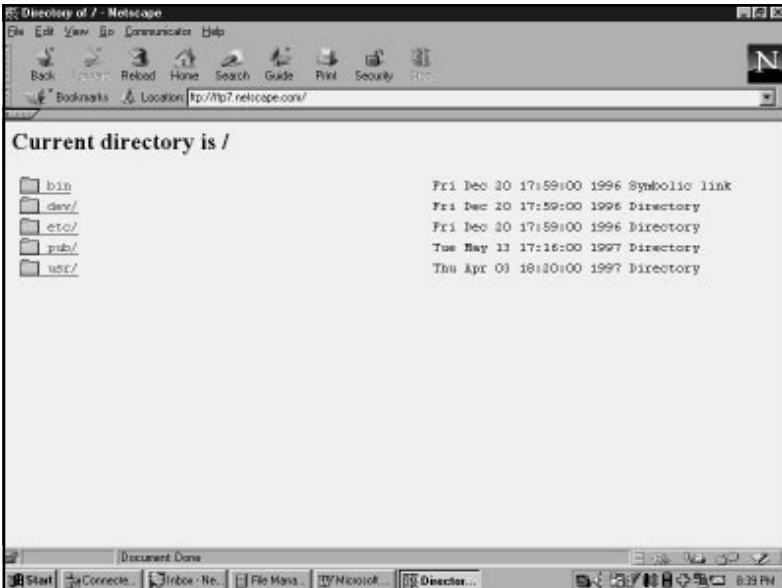 Directory of / - Netscape
File Edit View Go Communicator Help
Back Reload Home Search Guide Print Security
N
Bookmarks Location: ftp://ftp7.netscape.com/
Current directory is /
bin Fri Dec 20 17:59:00 1996 Symbolic link
dev/ Fri Dec 20 17:59:00 1996 Directory
etc/ Fri Dec 20 17:59:00 1996 Directory
pub/ Tue May 13 17:16:00 1997 Directory
usr/ Thu Apr 03 18:20:00 1997 Directory
Document: Done
Start Connecte... Inbox - Ne... File Mana... Microsoft... Director... 8:39 PM